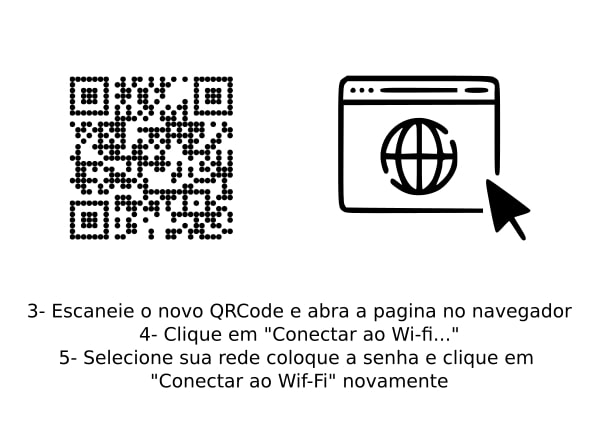 3- Escaneie o novo QRCode e abra a pagina no navegador
4- Clique em "Conectar ao Wi-fi..."
5- Selecione sua rede coloque a senha e clique em
"Conectar ao Wif-Fi" novamente